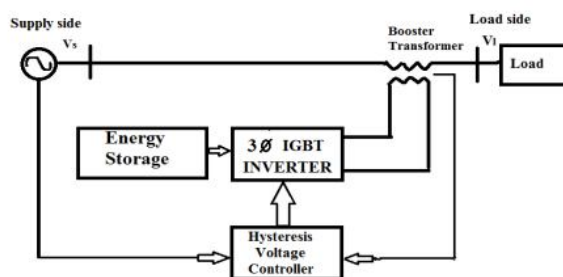 Supply side
Vs
Booster
Transformer
Load side
Vl
Load
Energy
Storage
3Ø IGBT
INVERTER
Hysteresis
Voltage
Controller